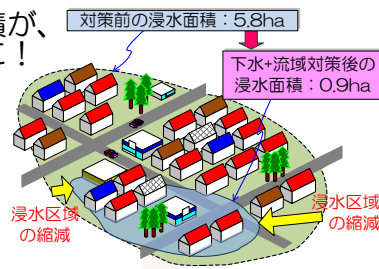 積が、
に！
対策前の浸水面積：5.8ha
下水+流域対策後の
浸水面積：0.9ha
浸水区域
の縮減
浸水区域
の縮減